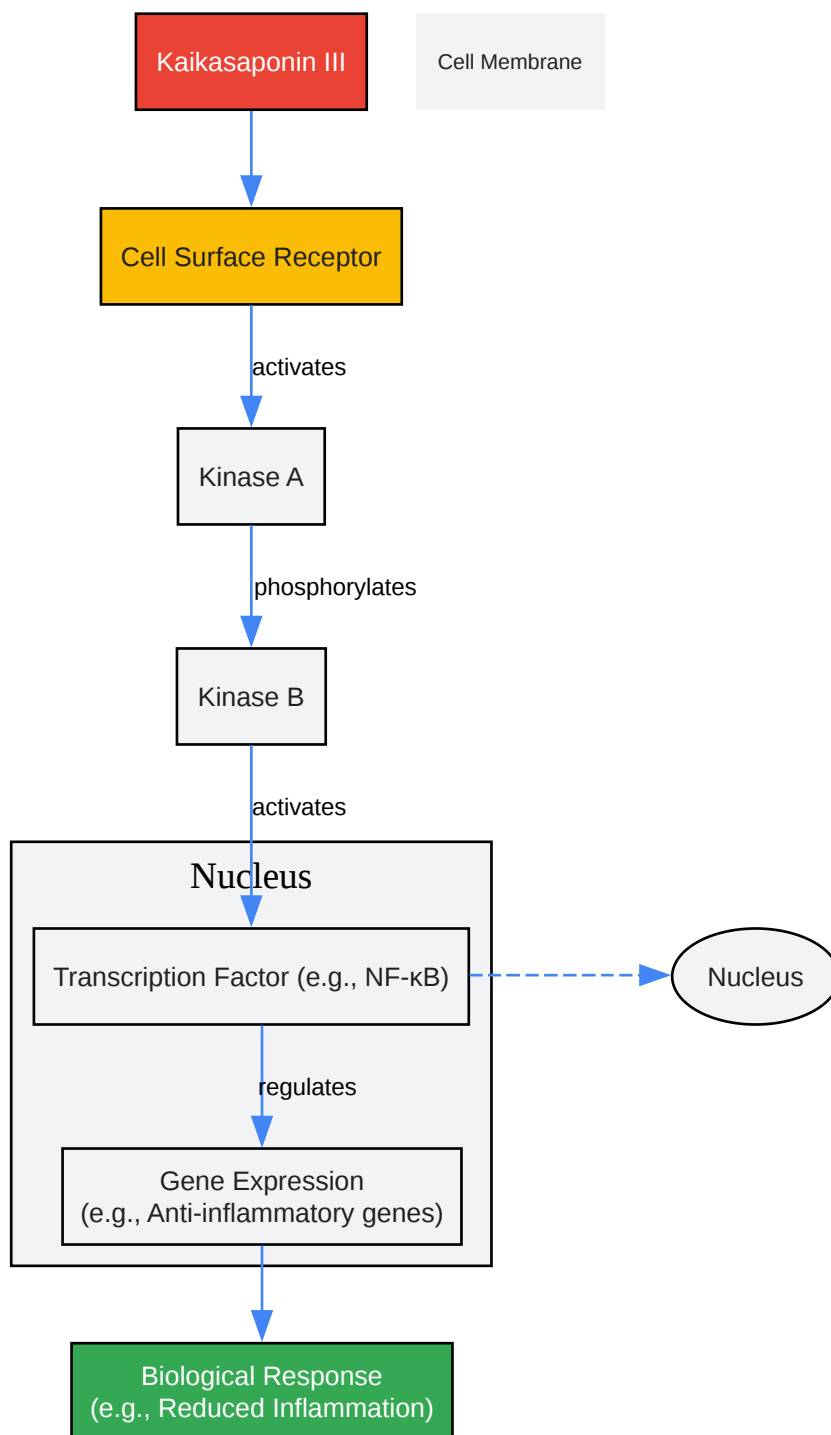 Kaikasaponin III
Cell Membrane
Cell Surface Receptor
activates
Kinase A
phosphorylates
Kinase B
activates
Nucleus
Transcription Factor (e.g., NF-κB)
Nucleus
regulates
Gene Expression
(e.g., Anti-inflammatory genes)
Biological Response
(e.g., Reduced Inflammation)